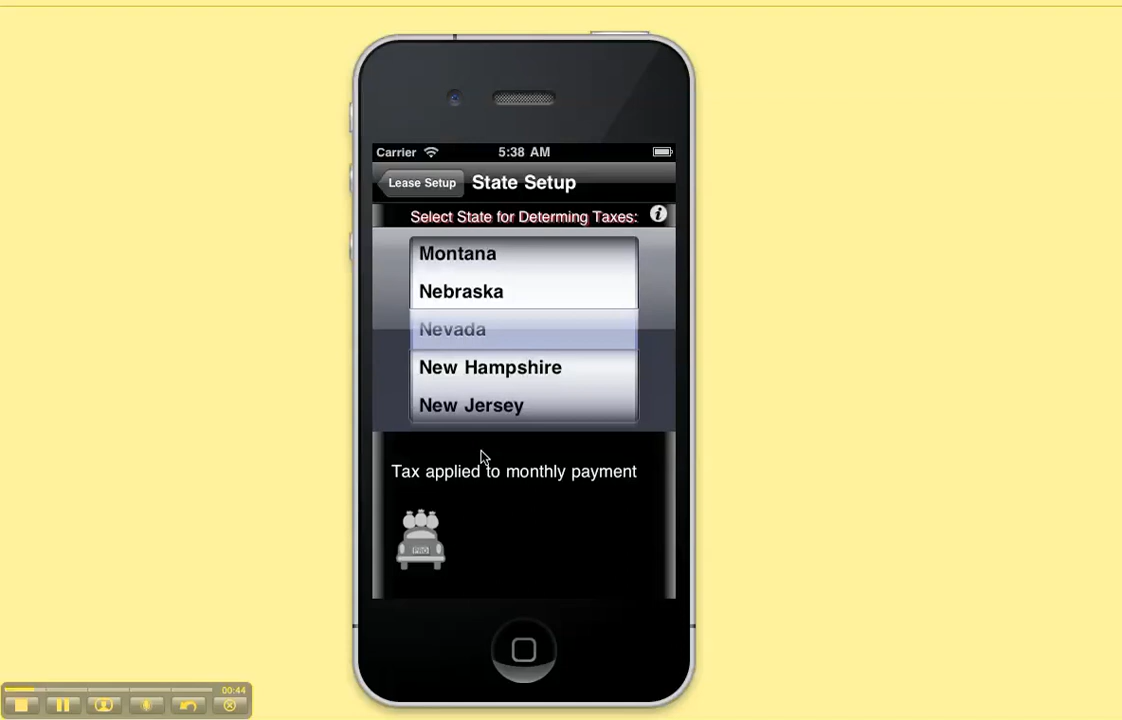 Carrier 5:38 AM
Lease Setup State Setup
Select State for Determing Taxes:
Montana
Nebraska
Nevada
New Hampshire
New Jersey
Tax applied to monthly payment
PRO
00:44